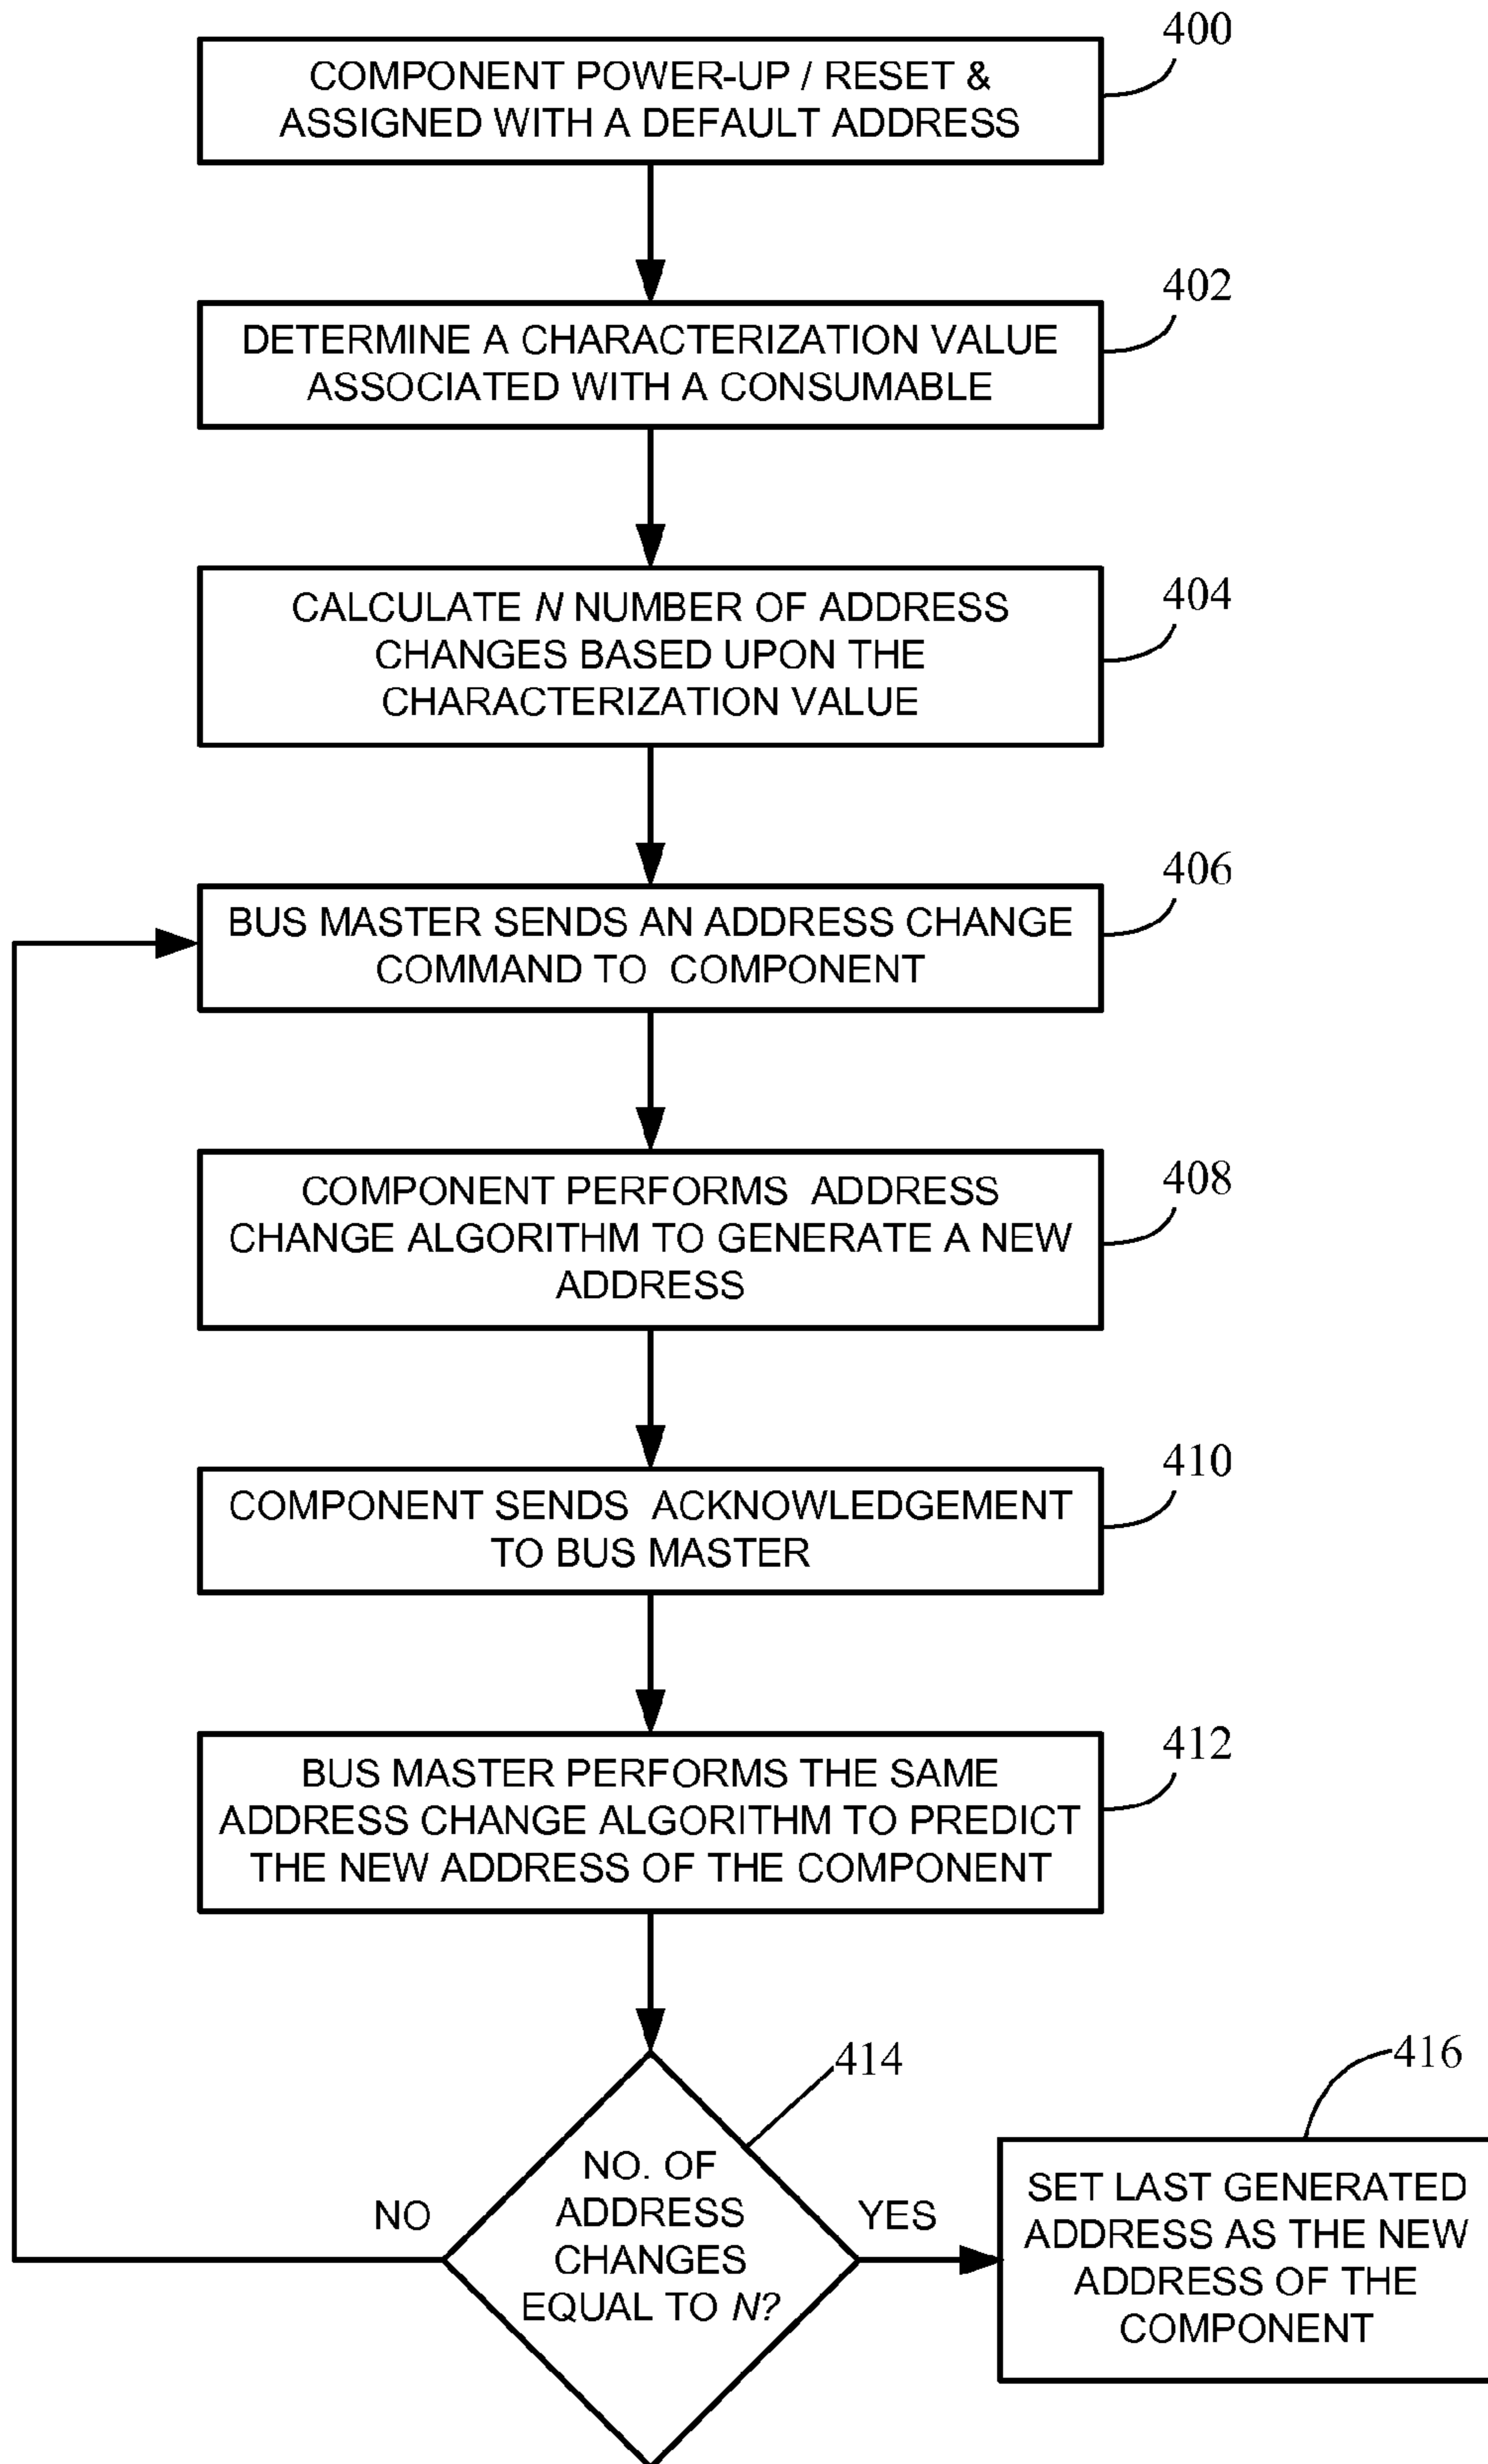 400
COMPONENT POWER-UP / RESET &
ASSIGNED WITH A DEFAULT ADDRESS
402
DETERMINE A CHARACTERIZATION VALUE
ASSOCIATED WITH A CONSUMABLE
404
CALCULATE N NUMBER OF ADDRESS
CHANGES BASED UPON THE
CHARACTERIZATION VALUE
406
BUS MASTER SENDS AN ADDRESS CHANGE
COMMAND TO COMPONENT
408
COMPONENT PERFORMS ADDRESS
CHANGE ALGORITHM TO GENERATE A NEW
ADDRESS
410
COMPONENT SENDS ACKNOWLEDGEMENT
TO BUS MASTER
412
BUS MASTER PERFORMS THE SAME
ADDRESS CHANGE ALGORITHM TO PREDICT
THE NEW ADDRESS OF THE COMPONENT
414
NO. OF
ADDRESS
CHANGES
EQUAL TO N?
NO
YES
416
SET LAST GENERATED
ADDRESS AS THE NEW
ADDRESS OF THE
COMPONENT